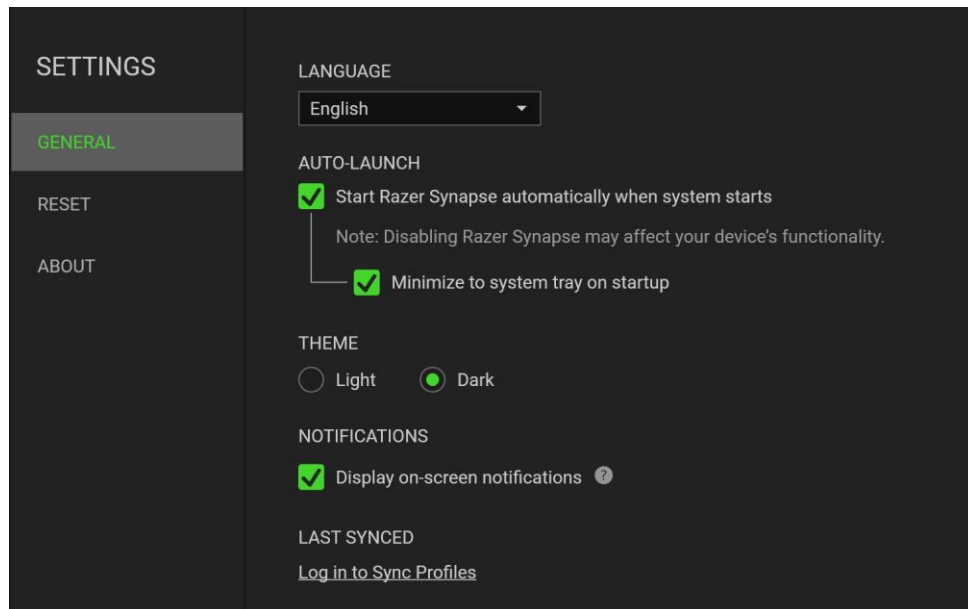 SETTINGS
GENERAL
RESET
ABOUT
LANGUAGE
English
AUTO-LAUNCH
Start Razer Synapse automatically when system starts
Note: Disabling Razer Synapse may affect your device’s functionality.
Minimize to system tray on startup
THEME
Light Dark
NOTIFICATIONS
Display on-screen notifications ?
LAST SYNCED
Log in to Sync Profiles